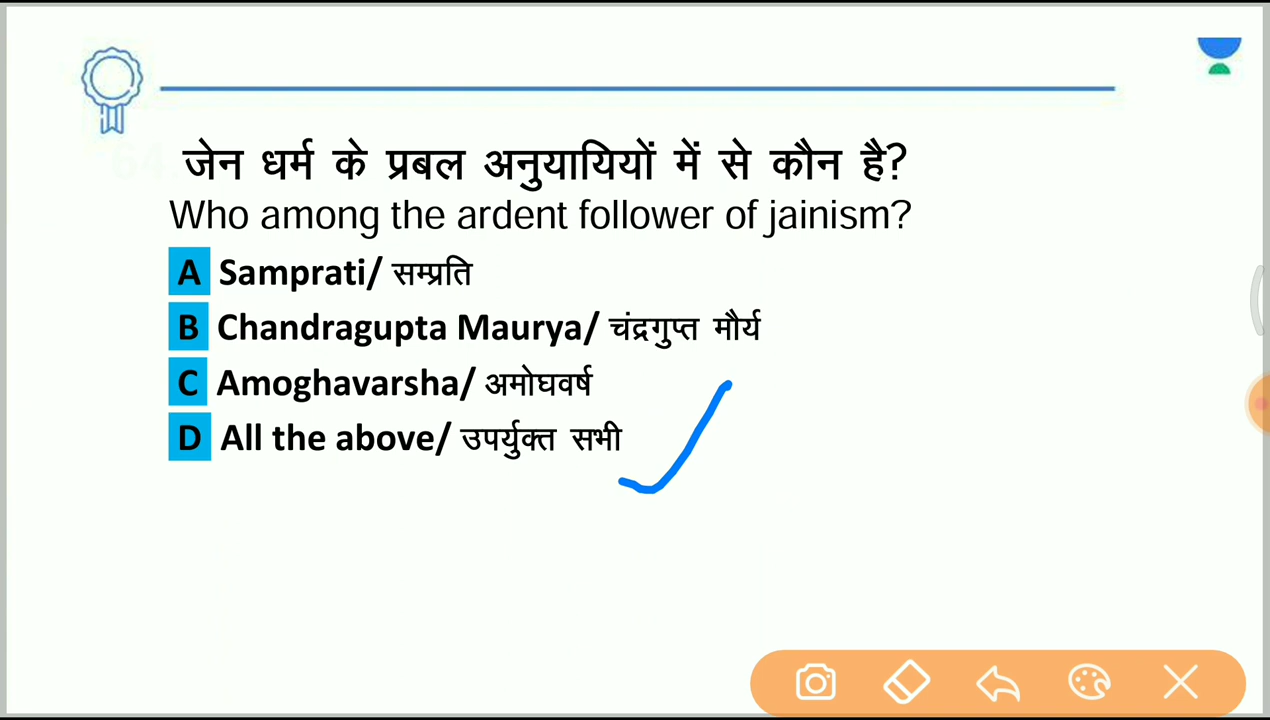 जेन धर्म के प्रबल अनुयायियों में से कौन है?
Who among the ardent follower of jainism?
A Samprati/ सम्प्रति
B Chandragupta Maurya/ चंद्रगुप्त मौर्य
C Amoghavarsha/ अमोघवर्ष
D All the above/ उपर्युक्त सभी